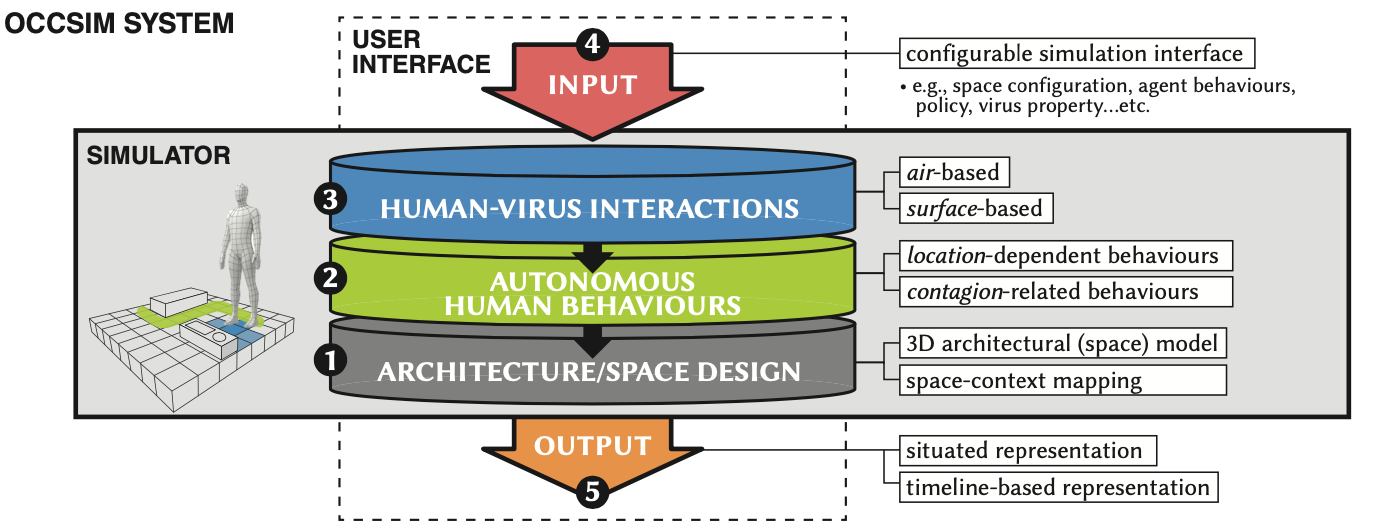 OCCSIM SYSTEM
USER
INTERFACE
4
INPUT
configurable simulation interface
• e.g., space configuration, agent behaviours,
policy, virus property...etc.
SIMULATOR
3
HUMAN-VIRUS INTERACTIONS
air-based
surface-based
2
AUTONOMOUS
HUMAN BEHAVIOURS
location-dependent behaviours
contagion-related behaviours
1
ARCHITECTURE/SPACE DESIGN
3D architectural (space) model
space-context mapping
OUTPUT
5
situated representation
timeline-based representation